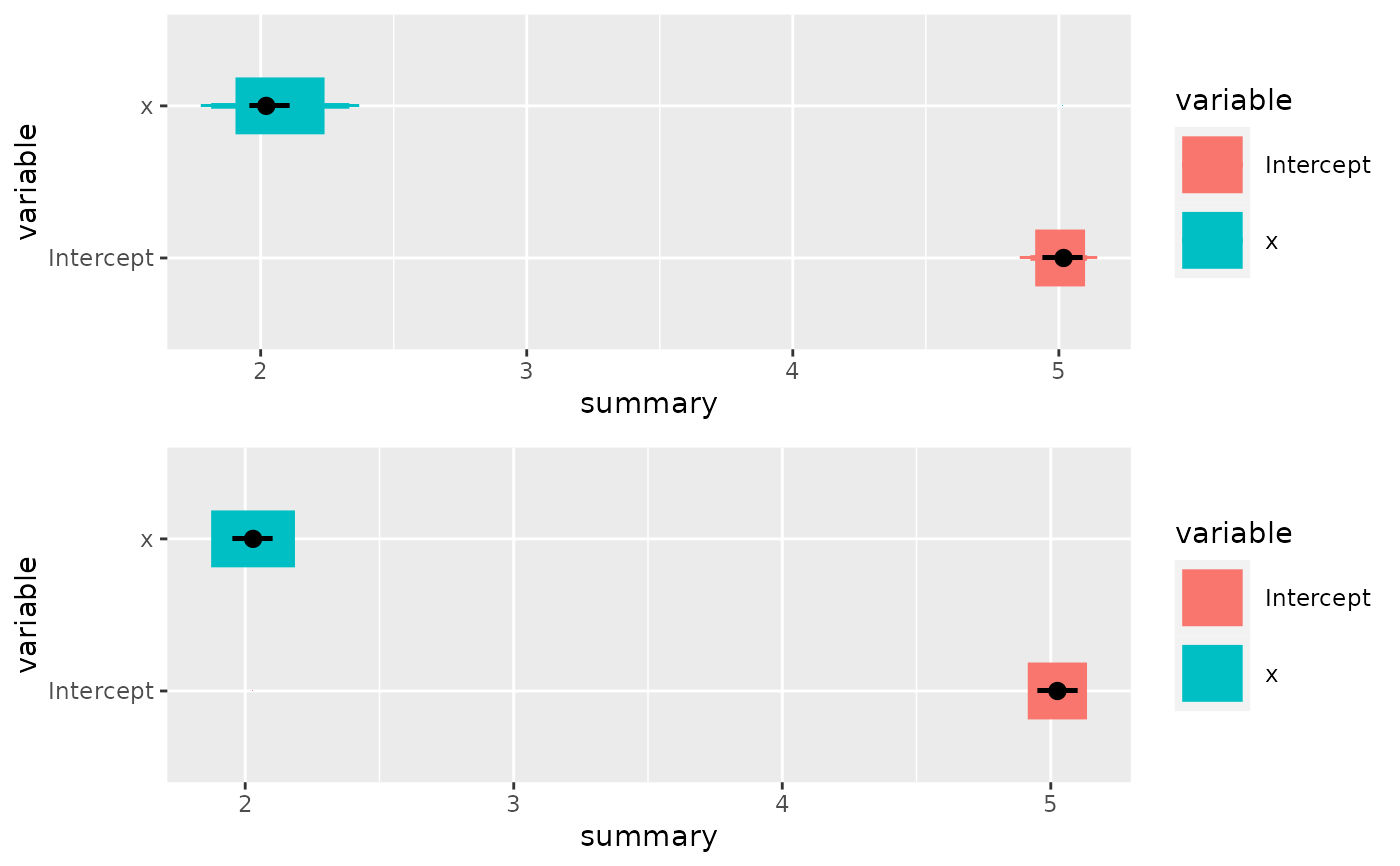 variable
x
Intercept
2 3 4 5
summary
variable
Intercept
x
variable
x
Intercept
2 3 4 5
summary
variable
Intercept
x